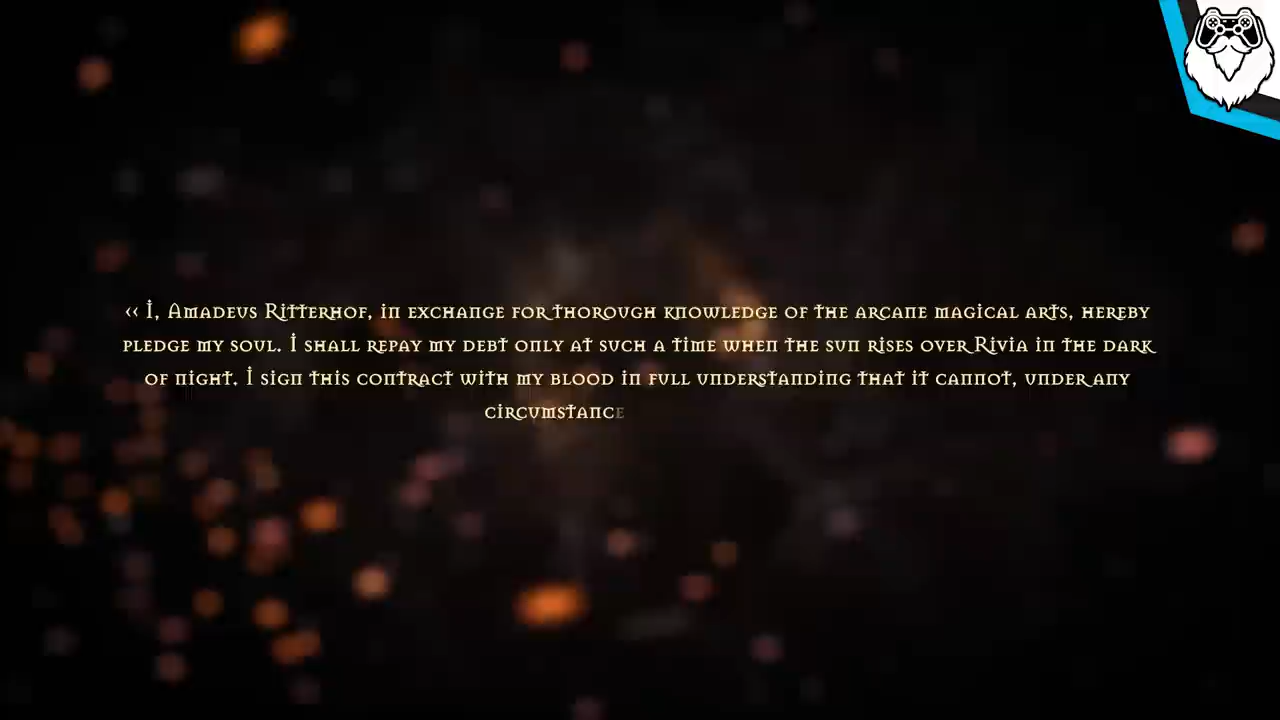 ‹‹ I, Amadeus Ritterhof, in exchange for thorough knowledge of the arcane magical arts, hereby
pledge my soul. I shall repay my debt only at such a time when the sun rises over Rivia in the dark
of night. I sign this contract with my blood in full understanding that it cannot, under any
circumstance